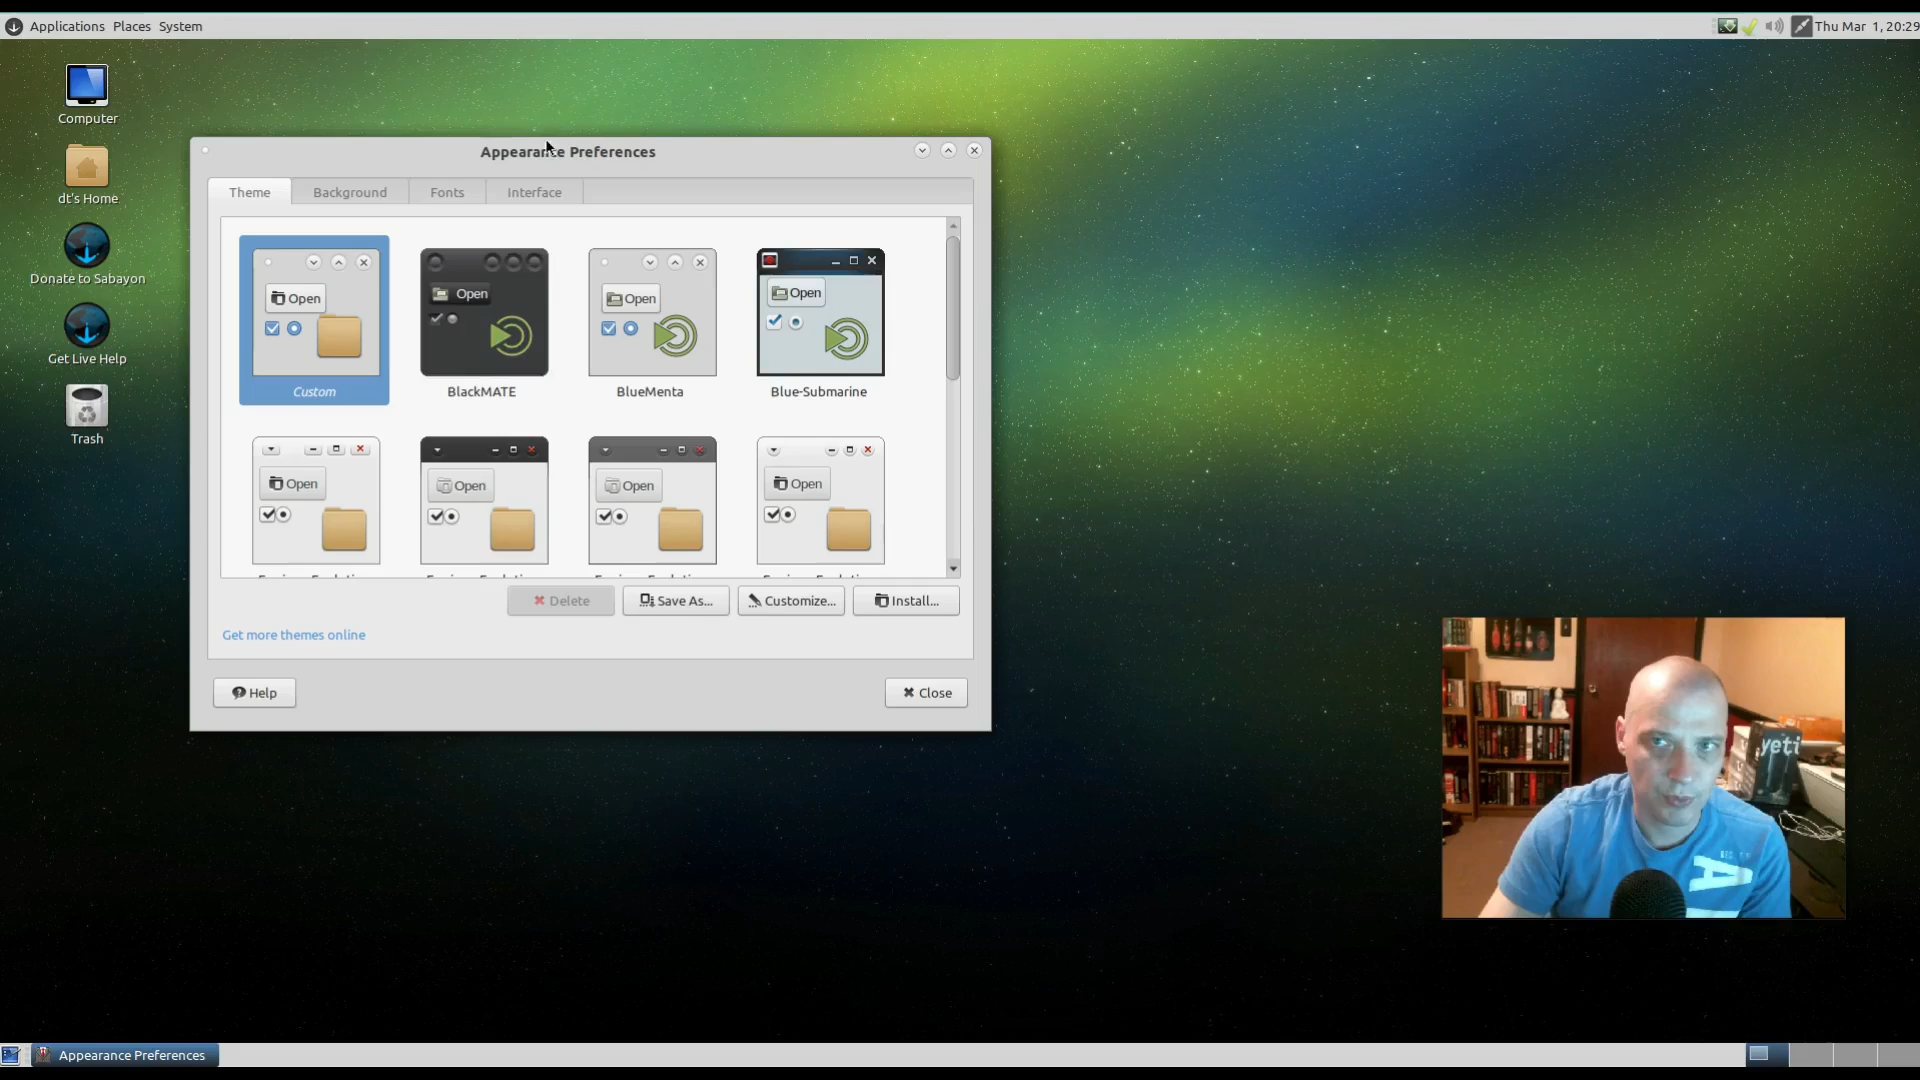 Applications Places System
Thu Mar 1, 20:29
Computer
dt's Home
Donate to Sabayon
Get Live Help
Trash
Appearance Preferences
Theme Background Fonts Interface
Open Open Open Open
Custom BlackMATE BlueMenta Blue-Submarine
Open Open Open Open
Delete Save As... Customize... Install...
Get more themes online
Help Close
yeti
A
Appearance Preferences